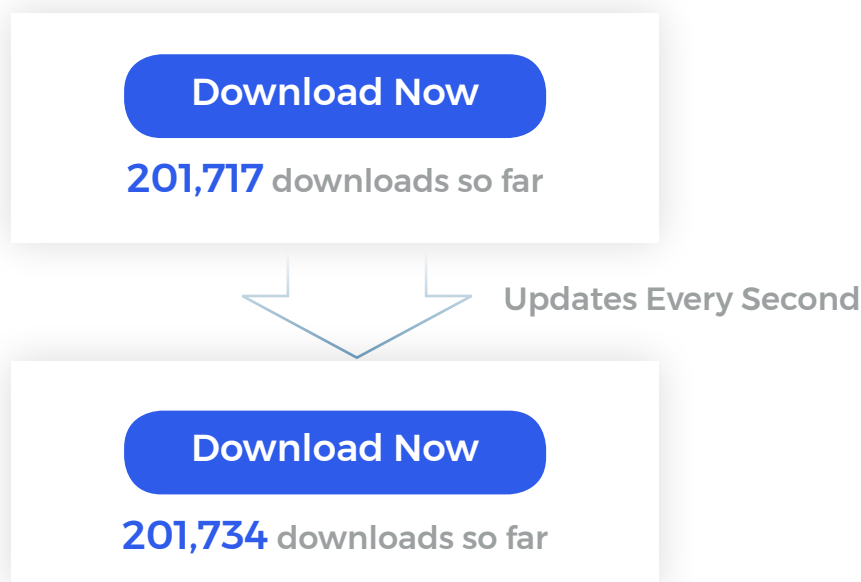 Download Now
201,717 downloads so far
Updates Every Second
Download Now
201,734 downloads so far